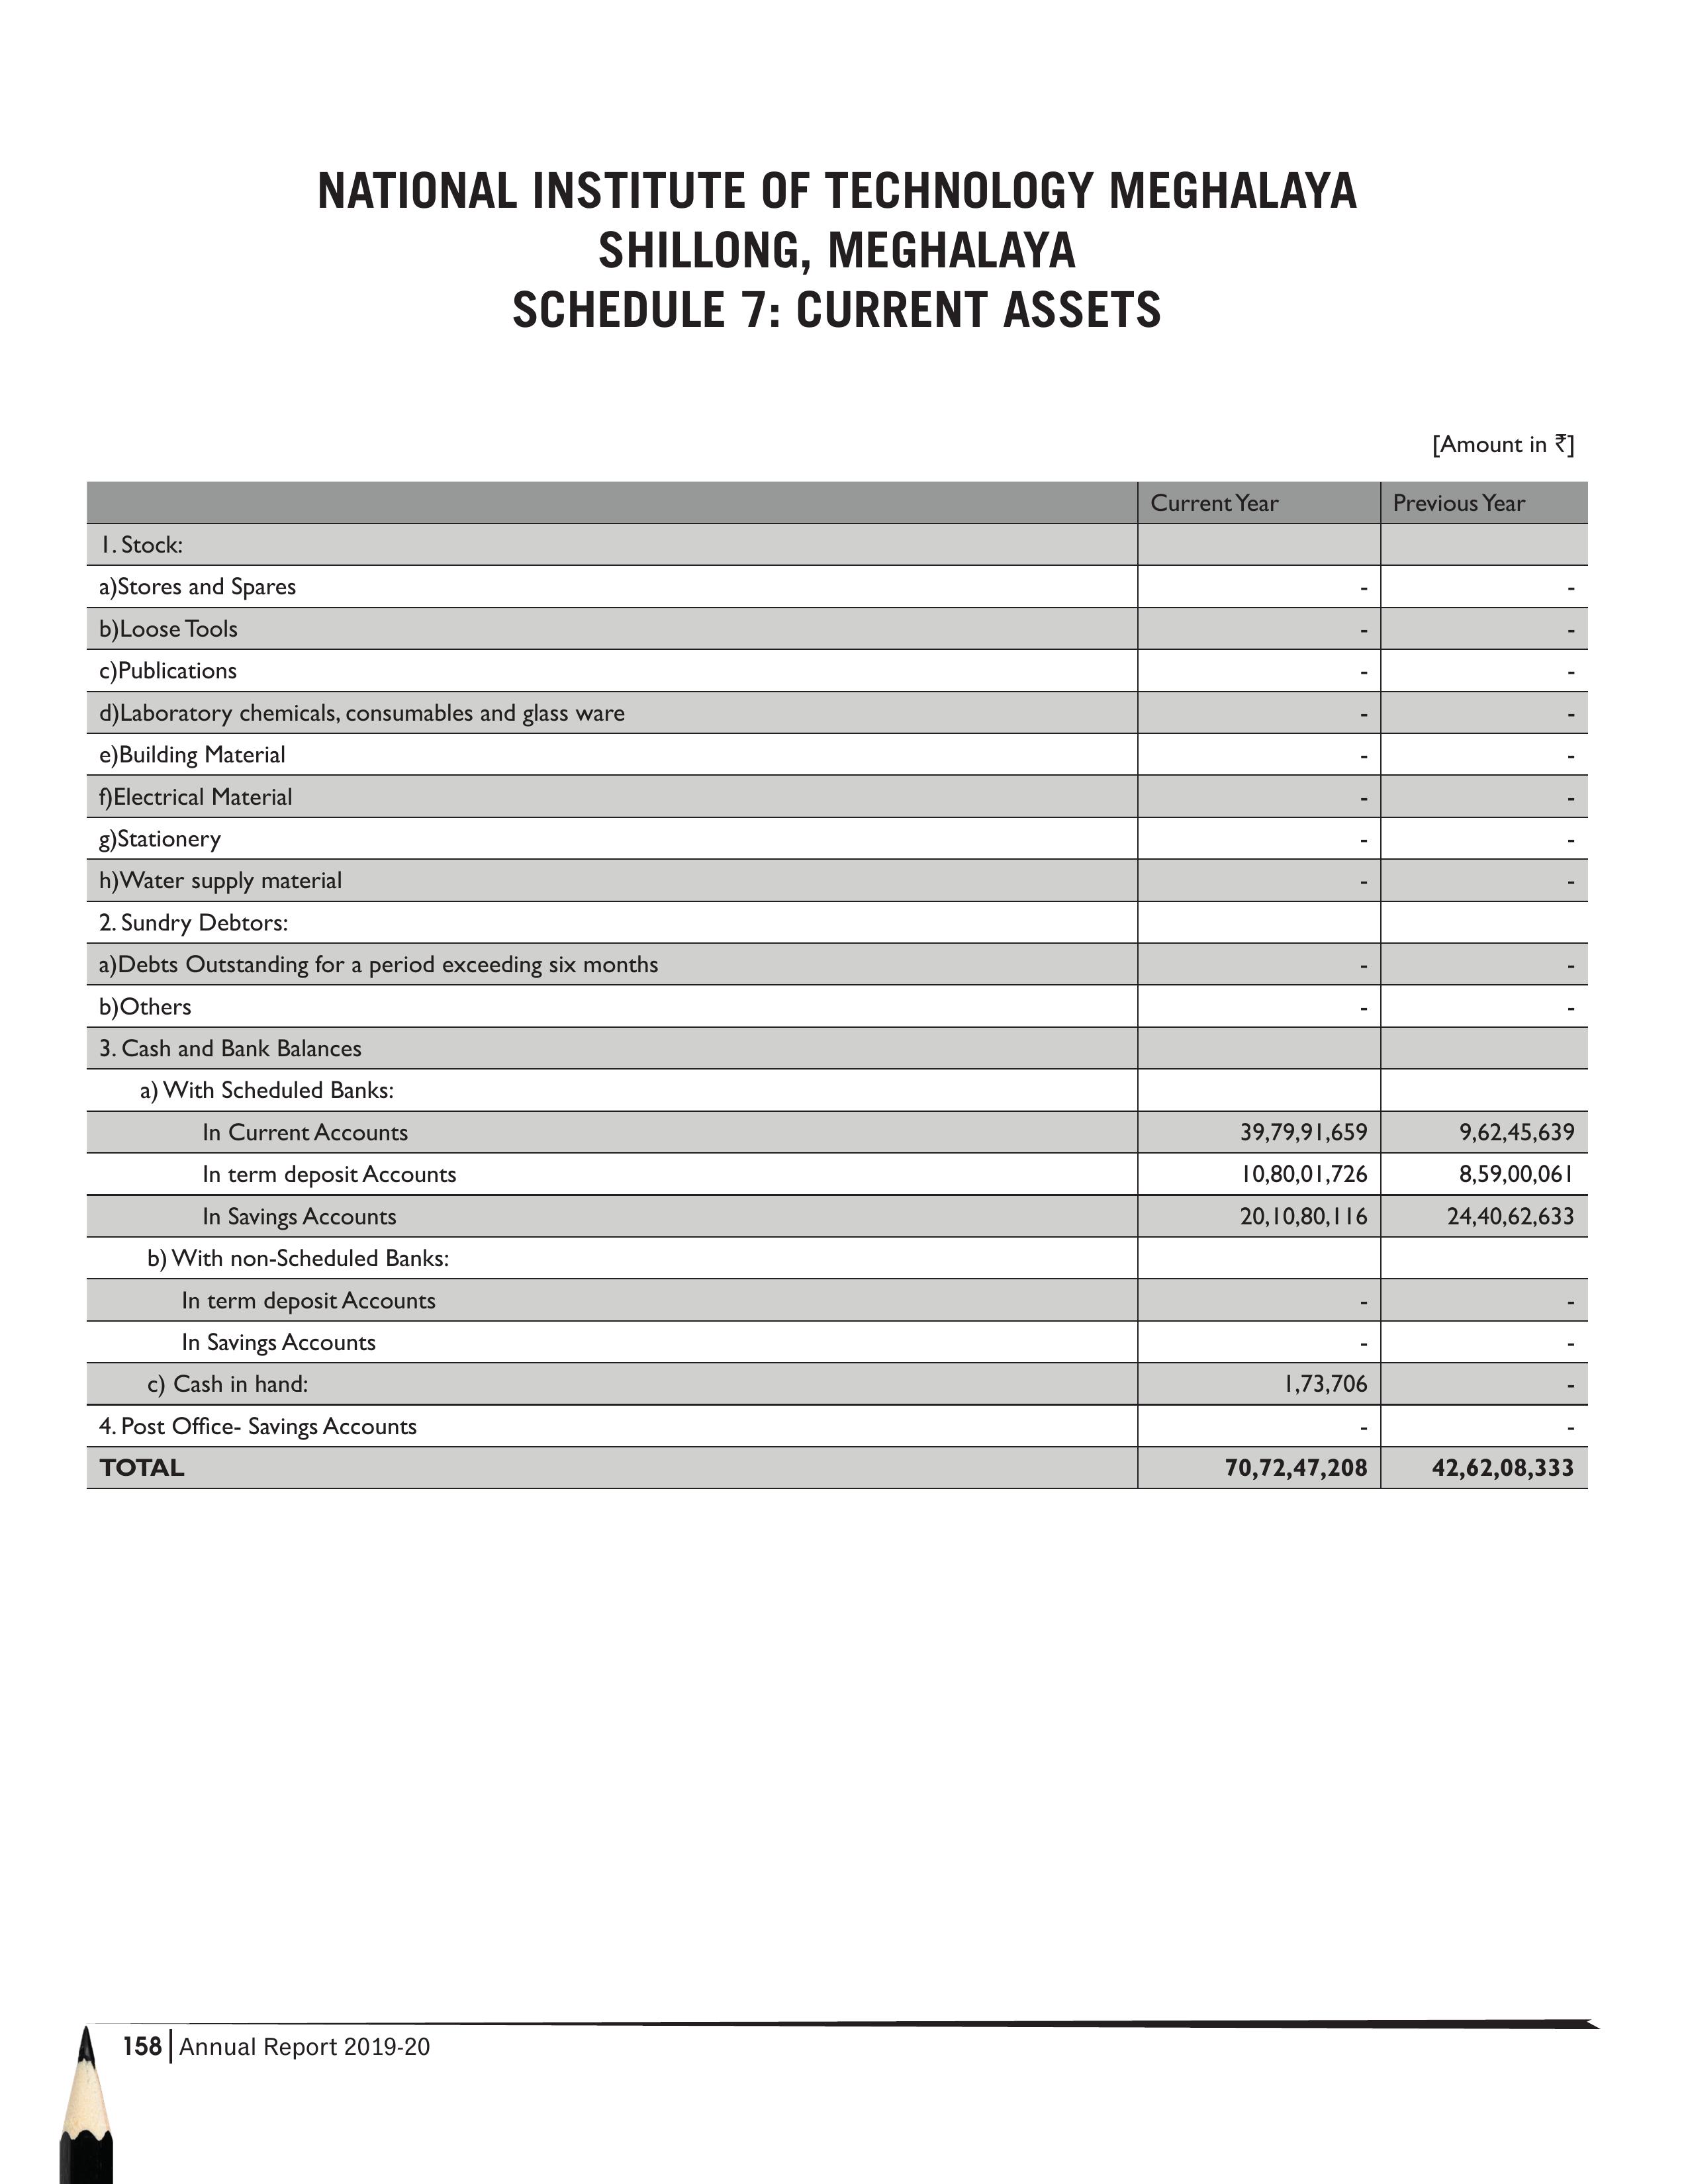 NATIONAL INSTITUTE OF TECHNOLOGY MEGHALAYA
SHILLONG, MEGHALAYA
SCHEDULE 7: CURRENT ASSETS
[Amount in ₹]
Current Year Previous Year
1. Stock:
a)Stores and Spares - -
b)Loose Tools - -
c)Publications - -
d)Laboratory chemicals, consumables and glass ware - -
e)Building Material - -
f)Electrical Material - -
g)Stationery - -
h)Water supply material - -
2. Sundry Debtors:
a)Debts Outstanding for a period exceeding six months - -
b)Others - -
3. Cash and Bank Balances
a) With Scheduled Banks:
In Current Accounts 39,79,91,659 9,62,45,639
In term deposit Accounts 10,80,01,726 8,59,00,061
In Savings Accounts 20,10,80,116 24,40,62,633
b) With non-Scheduled Banks:
In term deposit Accounts - -
In Savings Accounts - -
c) Cash in hand: 1,73,706 -
4. Post Office- Savings Accounts - -
TOTAL 70,72,47,208 42,62,08,333
158 Annual Report 2019-20